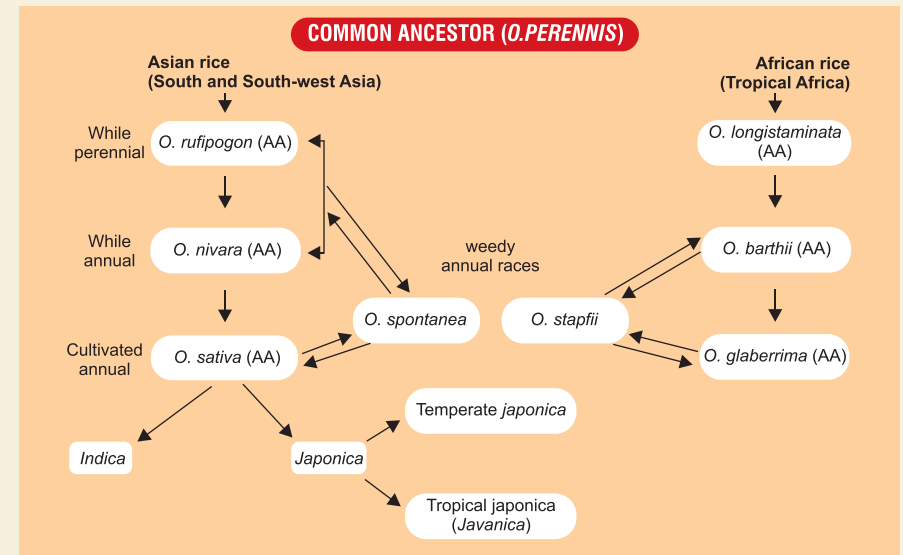 COMMON ANCESTOR (O.PERENNIS)
Asian rice
(South and South-west Asia)
African rice
(Tropical Africa)
While
perennial
O. rufipogon (AA)
O. longistaminata
(AA)
While
annual
O. nivara (AA)
weedy
annual races
O. barthii (AA)
O. spontanea
O. stapfii
Cultivated
annual
O. sativa (AA)
O. glaberrima (AA)
Temperate japonica
Indica
Japonica
Tropical japonica
(Javanica)